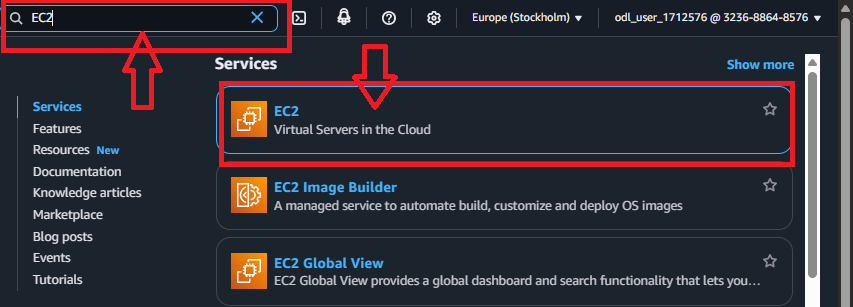 EC2
Europe (Stockholm)
odl_user_1712576 @ 3236-8864-8576
Services
Show more
Services
Features
Resources New
Documentation
Knowledge articles
Marketplace
Blog posts
Events
Tutorials
EC2
Virtual Servers in the Cloud
EC2 Image Builder
A managed service to automate build, customize and deploy OS images
EC2 Global View
EC2 Global View provides a global dashboard and search functionality that lets you...